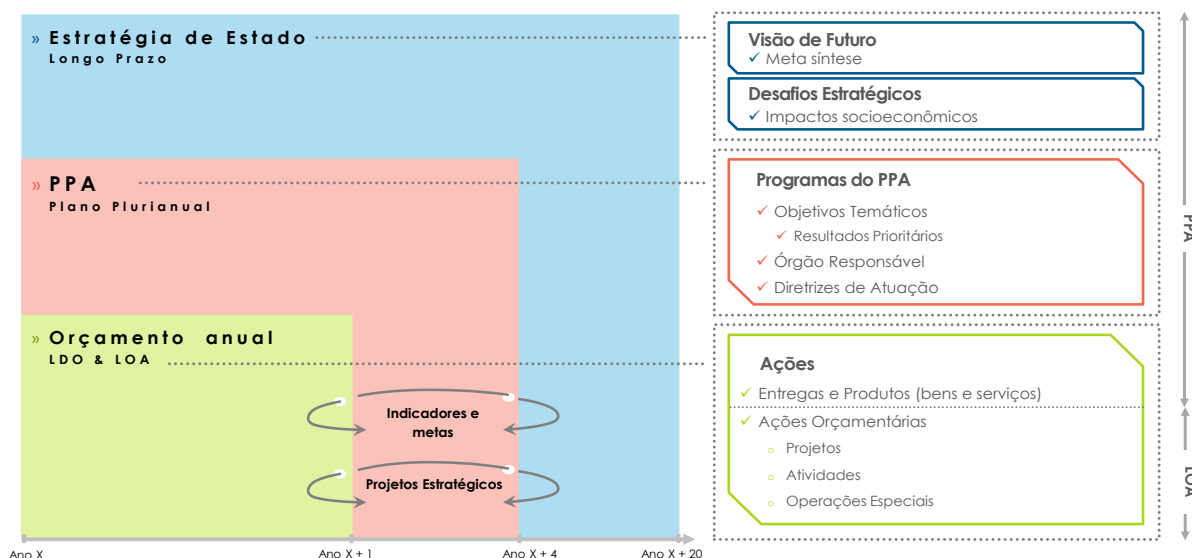 » Estratégia de Estado
Longo Prazo
» PPA
Plano Plurianual
» Orçamento anual
LDO & LOA
Indicadores e
metas
Projetos Estratégicos
Ano X
Ano X + 1
Ano X + 4
Ano X + 20
Visão de Futuro
✓ Meta síntese
Desafios Estratégicos
✓ Impactos socioeconômicos
Programas do PPA
✓ Objetivos Temáticos
✓ Resultados Prioritários
✓ Órgão Responsável
✓ Diretrizes de Atuação
Ações
✓ Entregas e Produtos (bens e serviços)
✓ Ações Orçamentárias
o Projetos
o Atividades
o Operações Especiais
PPA
LOA